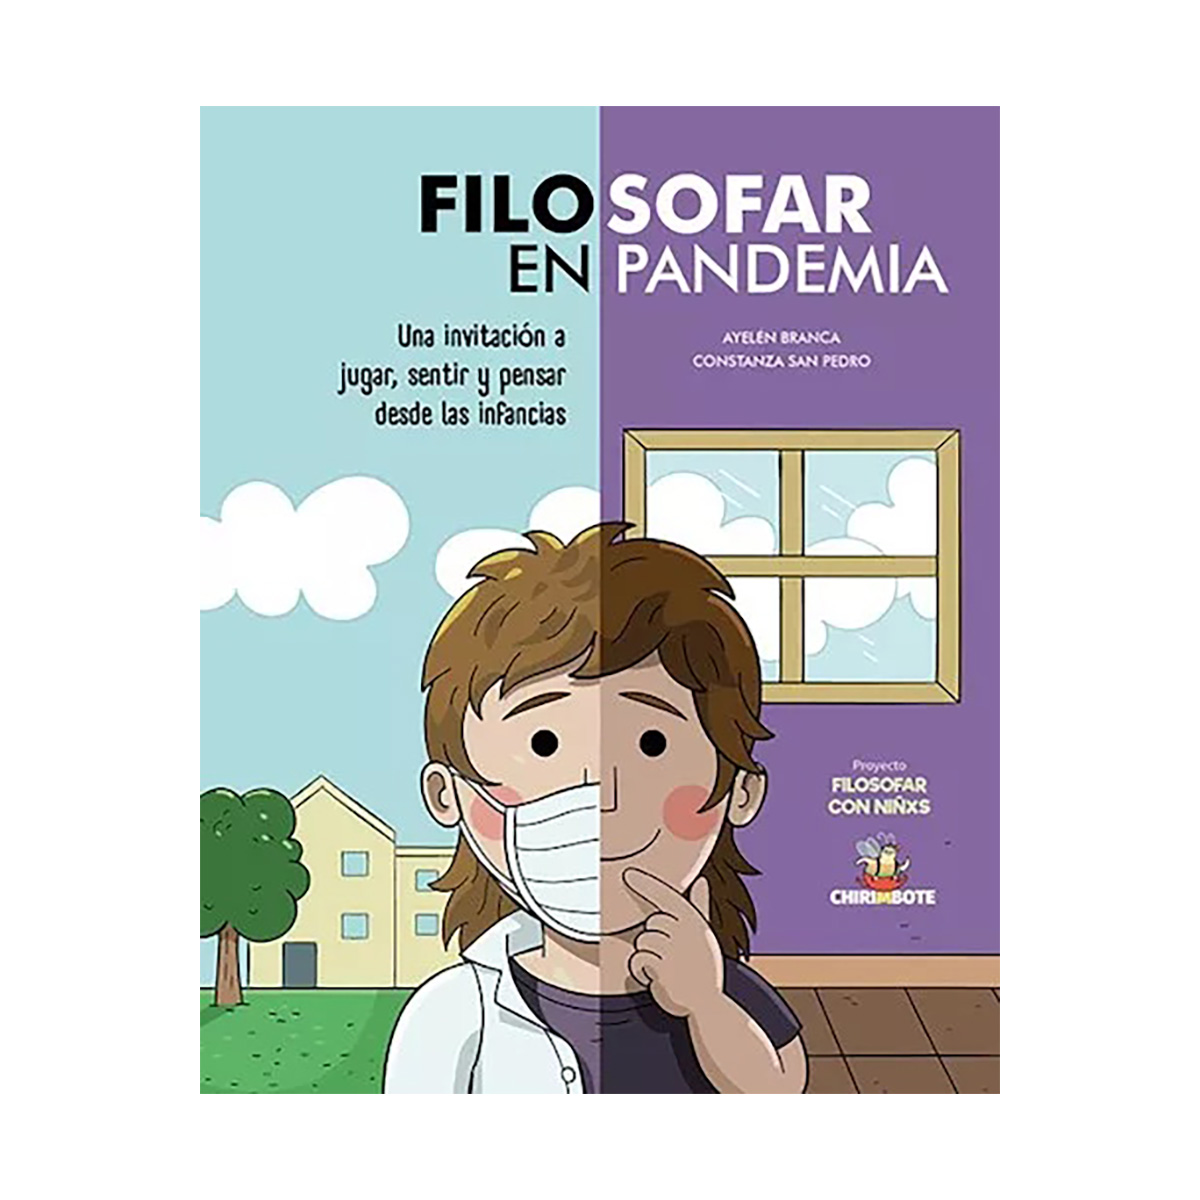 FILOSOFAR
EN PANDEMIA
Una invitación a
jugar, sentir y pensar
desde las infancias
AYELÉN BRANCA
CONSTANZA SAN PEDRO
Proyecto
FILOSOFAR
CON NIÑXS
CHIRIMBOTE